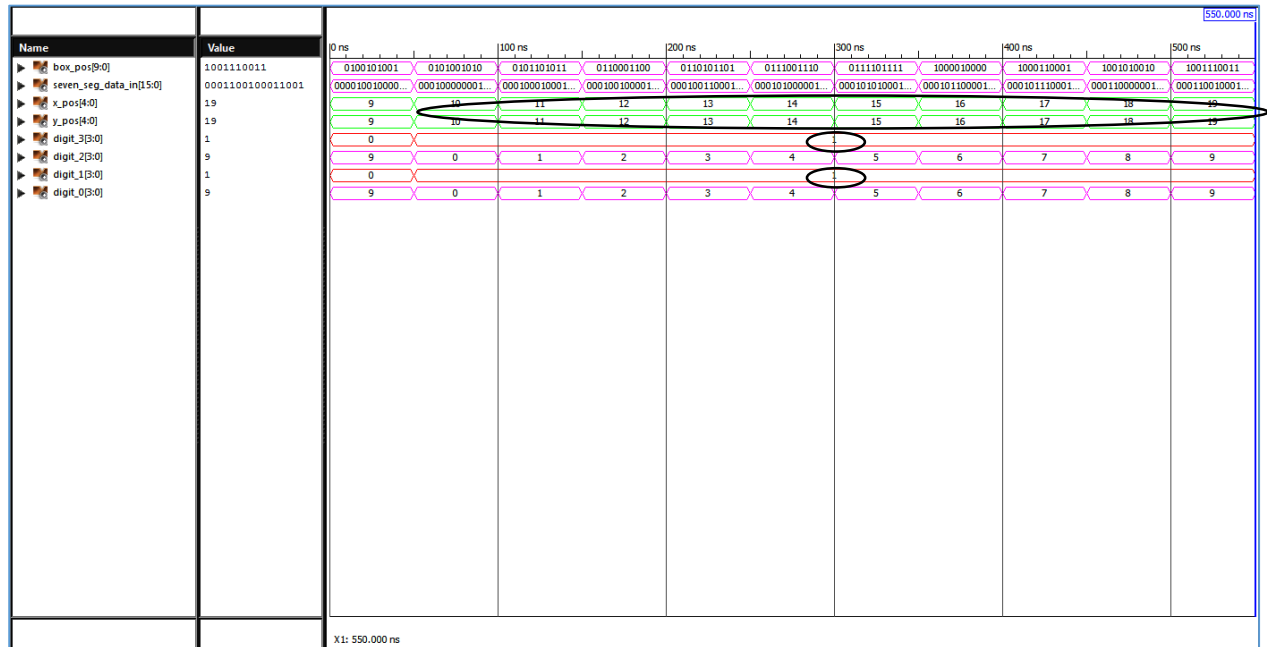 550.000 ns
Name Value 0 ns 100 ns 200 ns 300 ns 400 ns 500 ns
box_pos[9:0] 1001110011 0100101001 0101001010 0101101011 0110001100 0110101101 0111001110 0111101111 1000010000 1000110001 1001010010 1001110011
seven_seg_data_in[15:0] 0001100100011001 000010010000... 000100000001... 000100010001... 000100100001... 000100110001... 000101000001... 000101010001... 000101100001... 000101110001... 000110000001... 000110010001...
x_pos[4:0] 19 9 10 11 12 13 14 15 16 17 18 19
y_pos[4:0] 19 9 10 11 12 13 14 15 16 17 18 19
digit_3[3:0] 1 0 1
digit_2[3:0] 9 9 0 1 2 3 4 5 6 7 8 9
digit_1[3:0] 1 0 1
digit_0[3:0] 9 9 0 1 2 3 4 5 6 7 8 9
X1: 550.000 ns